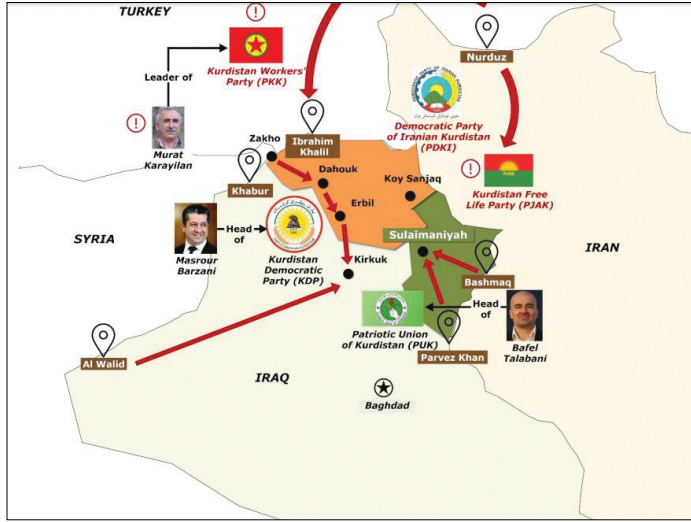 TURKEY
Kurdistan Workers'
Party (PKK)
Leader of
Murat
Karayilan
Nurduz
Democratic Party
of Iranian Kurdistan
(PDKI)
Kurdistan Free
Life Party (PJAK)
Ibrahim
Khalil
Zakho
Khabur
Dahouk
Koy Sanjaq
Erbil
SYRIA
Masrour
Barzani
Head
of
Kurdistan
Democratic
Party (KDP)
Kirkuk
Sulaimaniyah
IRAN
Bashmaq
Head
of
Bafel
Talabani
Patriotic Union
of Kurdistan (PUK)
Parvez Khan
Al Walid
IRAQ
Baghdad